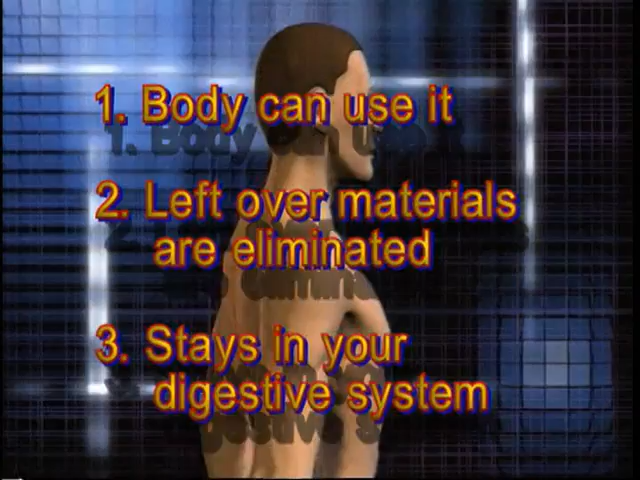 1. Body can use it
2. Left over materials
are eliminated
3. Stays in your
digestive system